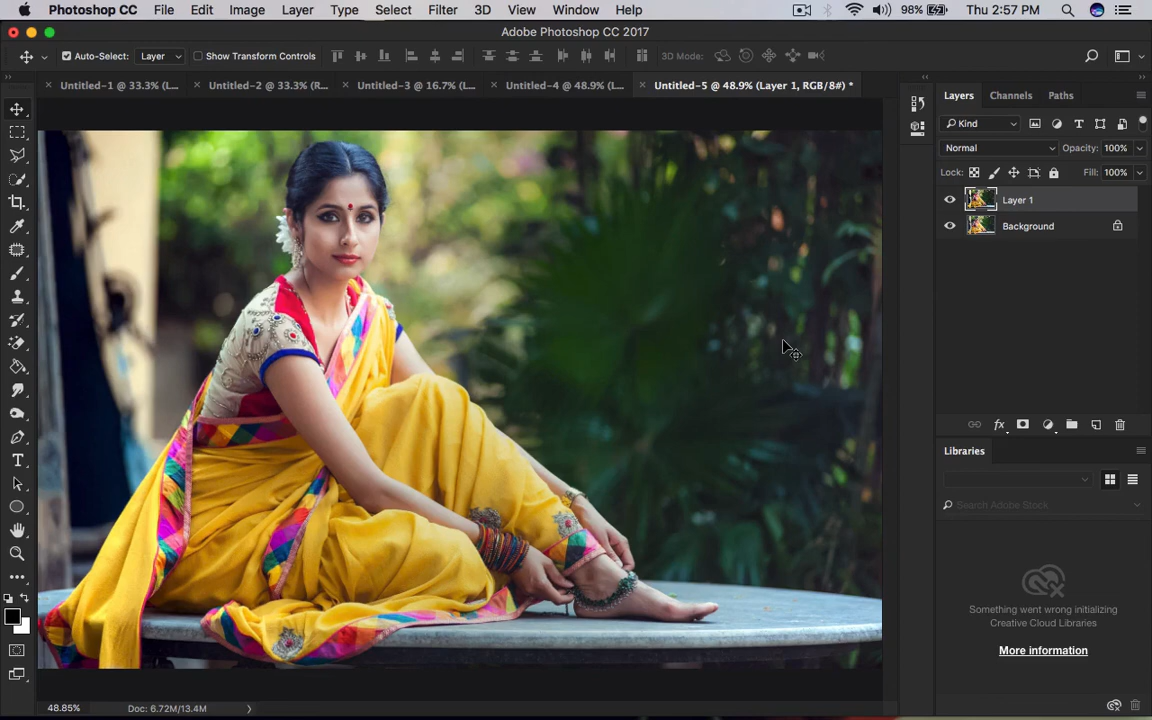 Photoshop CC File Edit Image Layer Type Select Filter 3D View Window Help 98% Thu 2:57 PM
Adobe Photoshop CC 2017
Auto-Select: Layer Show Transform Controls 3D Mode:
Untitled-1 @ 33.3% (L... Untitled-2 @ 33.3% (R... Untitled-3 @ 16.7% (L... Untitled-4 @ 48.9% (L... Untitled-5 @ 48.9% (Layer 1, RGB/8#) *
Layers Channels Paths
Kind
Normal Opacity: 100%
Lock: Fill: 100%
Layer 1
Background
Libraries
Search Adobe Stock
Something went wrong initializing
Creative Cloud Libraries
More information
48.85% Doc: 6.72M/13.4M